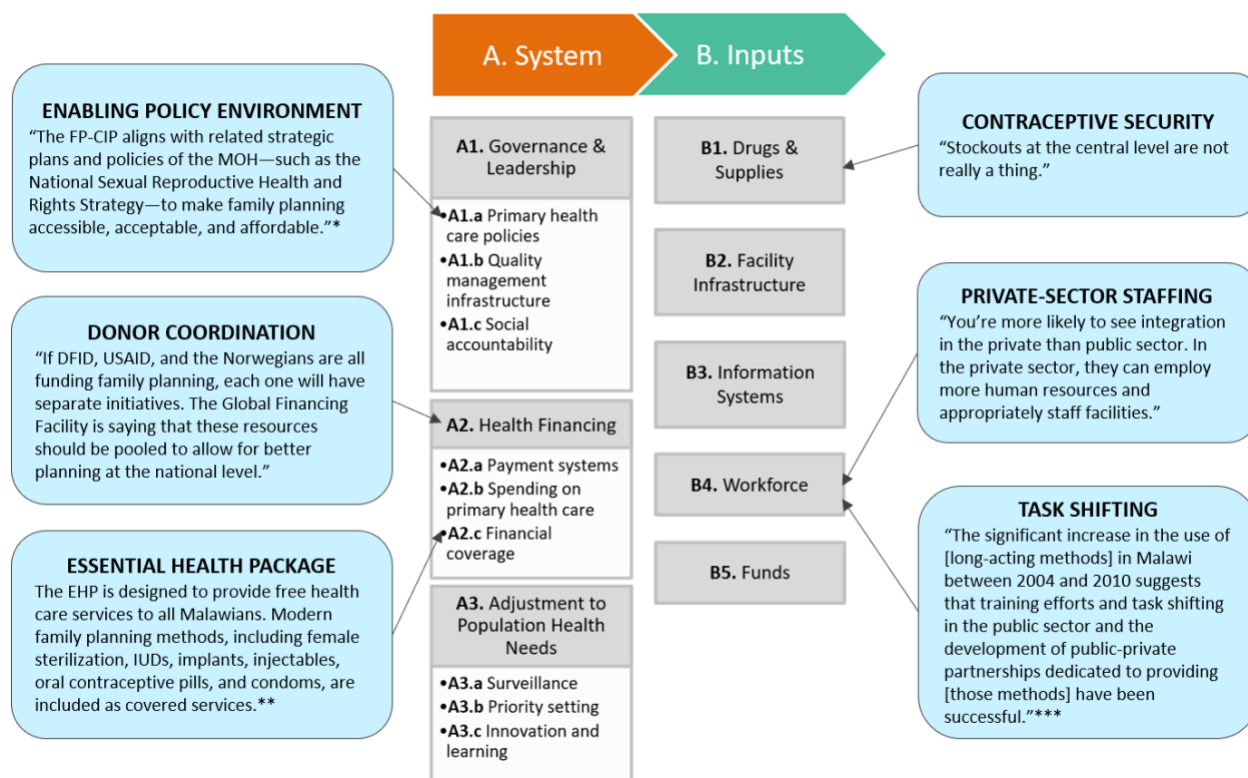 A. System
B. Inputs
ENABLING POLICY ENVIRONMENT
“The FP-CIP aligns with related strategic
plans and policies of the MOH—such as the
National Sexual Reproductive Health and
Rights Strategy—to make family planning
accessible, acceptable, and affordable.”*
DONOR COORDINATION
“If DFID, USAID, and the Norwegians are all
funding family planning, each one will have
separate initiatives. The Global Financing
Facility is saying that these resources
should be pooled to allow for better
planning at the national level.”
ESSENTIAL HEALTH PACKAGE
The EHP is designed to provide free health
care services to all Malawians. Modern
family planning methods, including female
sterilization, IUDs, implants, injectables,
oral contraceptive pills, and condoms, are
included as covered services.**
A1. Governance &
Leadership
•A1.a Primary health
care policies
•A1.b Quality
management
infrastructure
•A1.c Social
accountability
A2. Health Financing
•A2.a Payment systems
•A2.b Spending on
primary health care
•A2.c Financial
coverage
A3. Adjustment to
Population Health
Needs
•A3.a Surveillance
•A3.b Priority setting
•A3.c Innovation and
learning
B1. Drugs &
Supplies
B2. Facility
Infrastructure
B3. Information
Systems
B4. Workforce
B5. Funds
CONTRACEPTIVE SECURITY
“Stockouts at the central level are not
really a thing.”
PRIVATE-SECTOR STAFFING
“You’re more likely to see integration
in the private than public sector. In
the private sector, they can employ
more human resources and
appropriately staff facilities.”
TASK SHIFTING
“The significant increase in the use of
[long-acting methods] in Malawi
between 2004 and 2010 suggests
that training efforts and task shifting
in the public sector and the
development of public-private
partnerships dedicated to providing
[those methods] have been
successful.”***